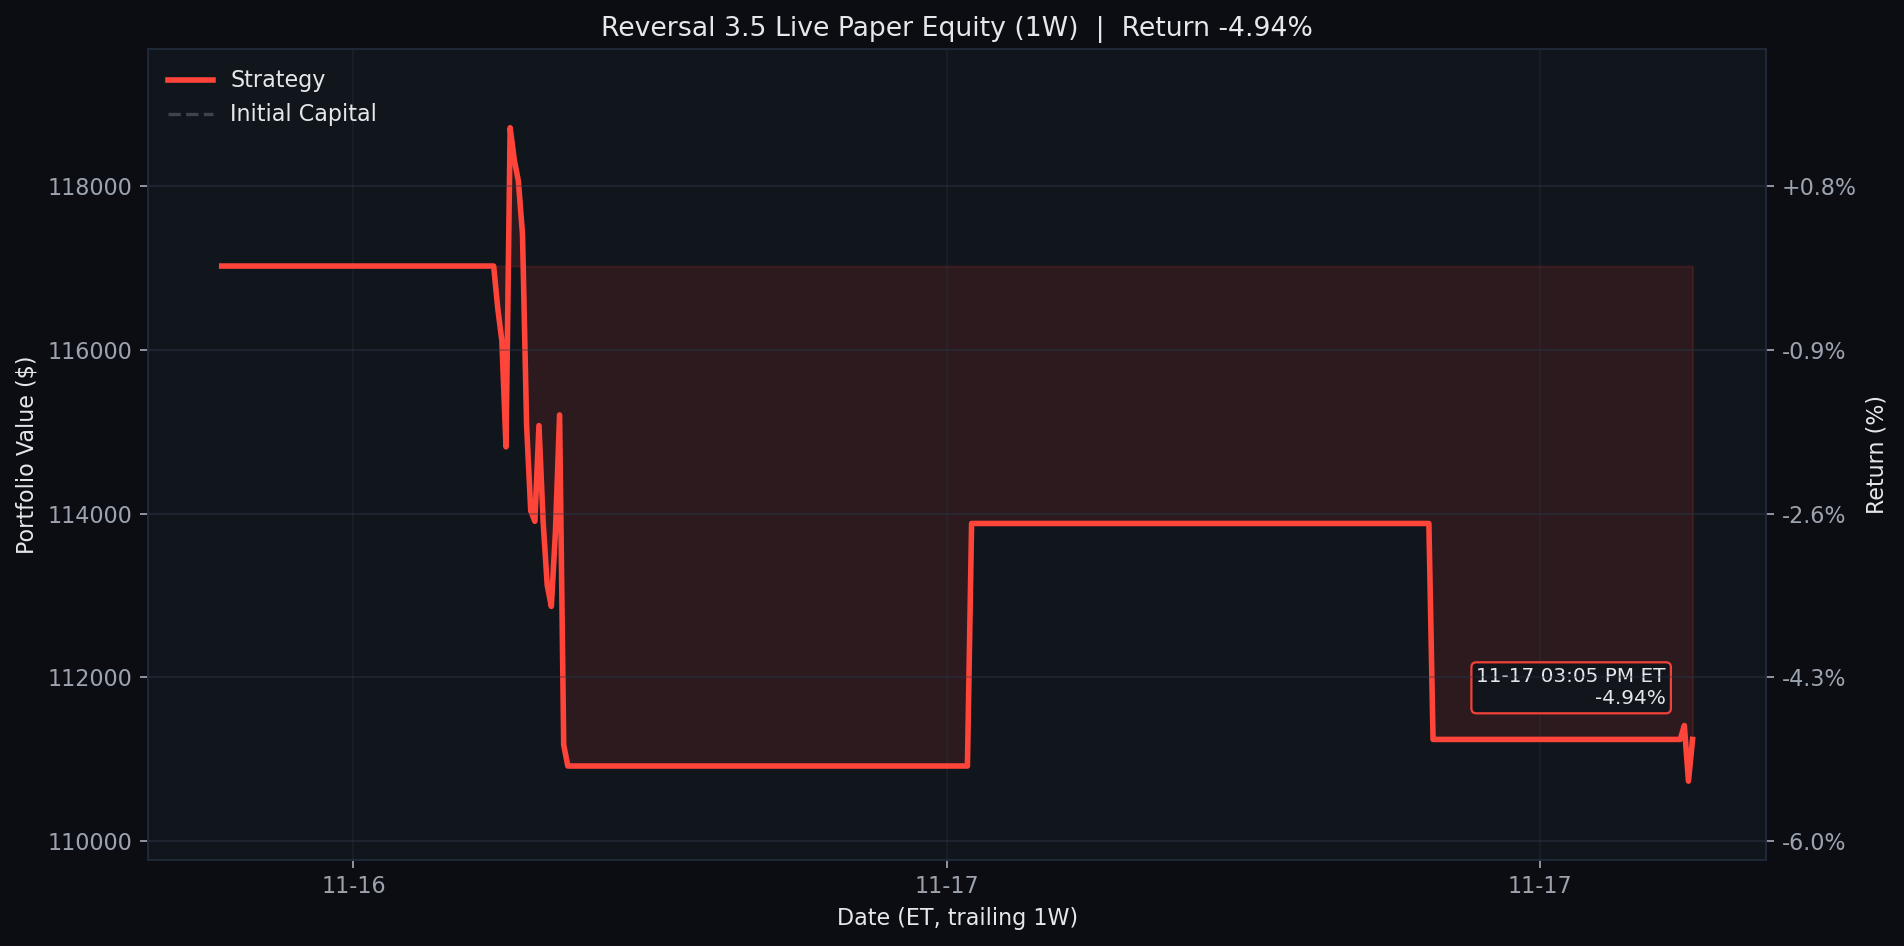 Reversal 3.5 Live Paper Equity (1W)  |  Return -4.94%
Strategy
Initial Capital
118000
116000
114000
112000
110000
Portfolio Value ($)
+0.8%
-0.9%
-2.6%
-4.3%
-6.0%
Return (%)
11-17 03:05 PM ET
-4.94%
11-16
11-17
11-17
Date (ET, trailing 1W)